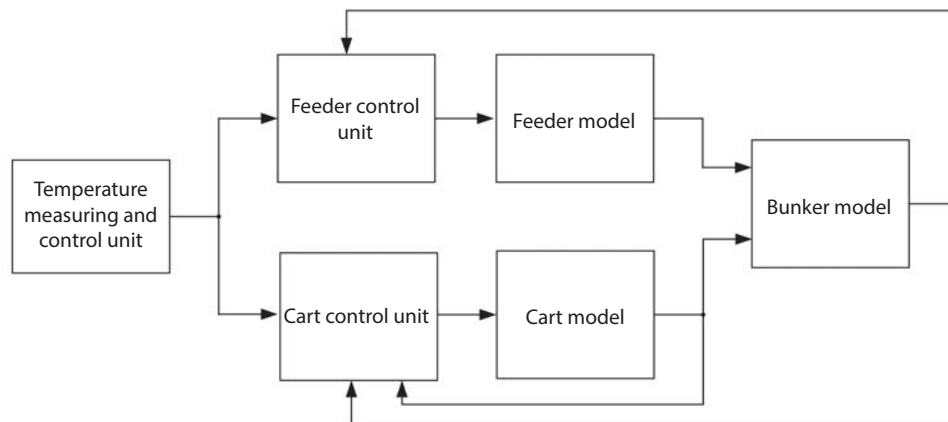 Feeder control
unit
Feeder model
Temperature
measuring and
control unit
Bunker model
Cart control unit
Cart model